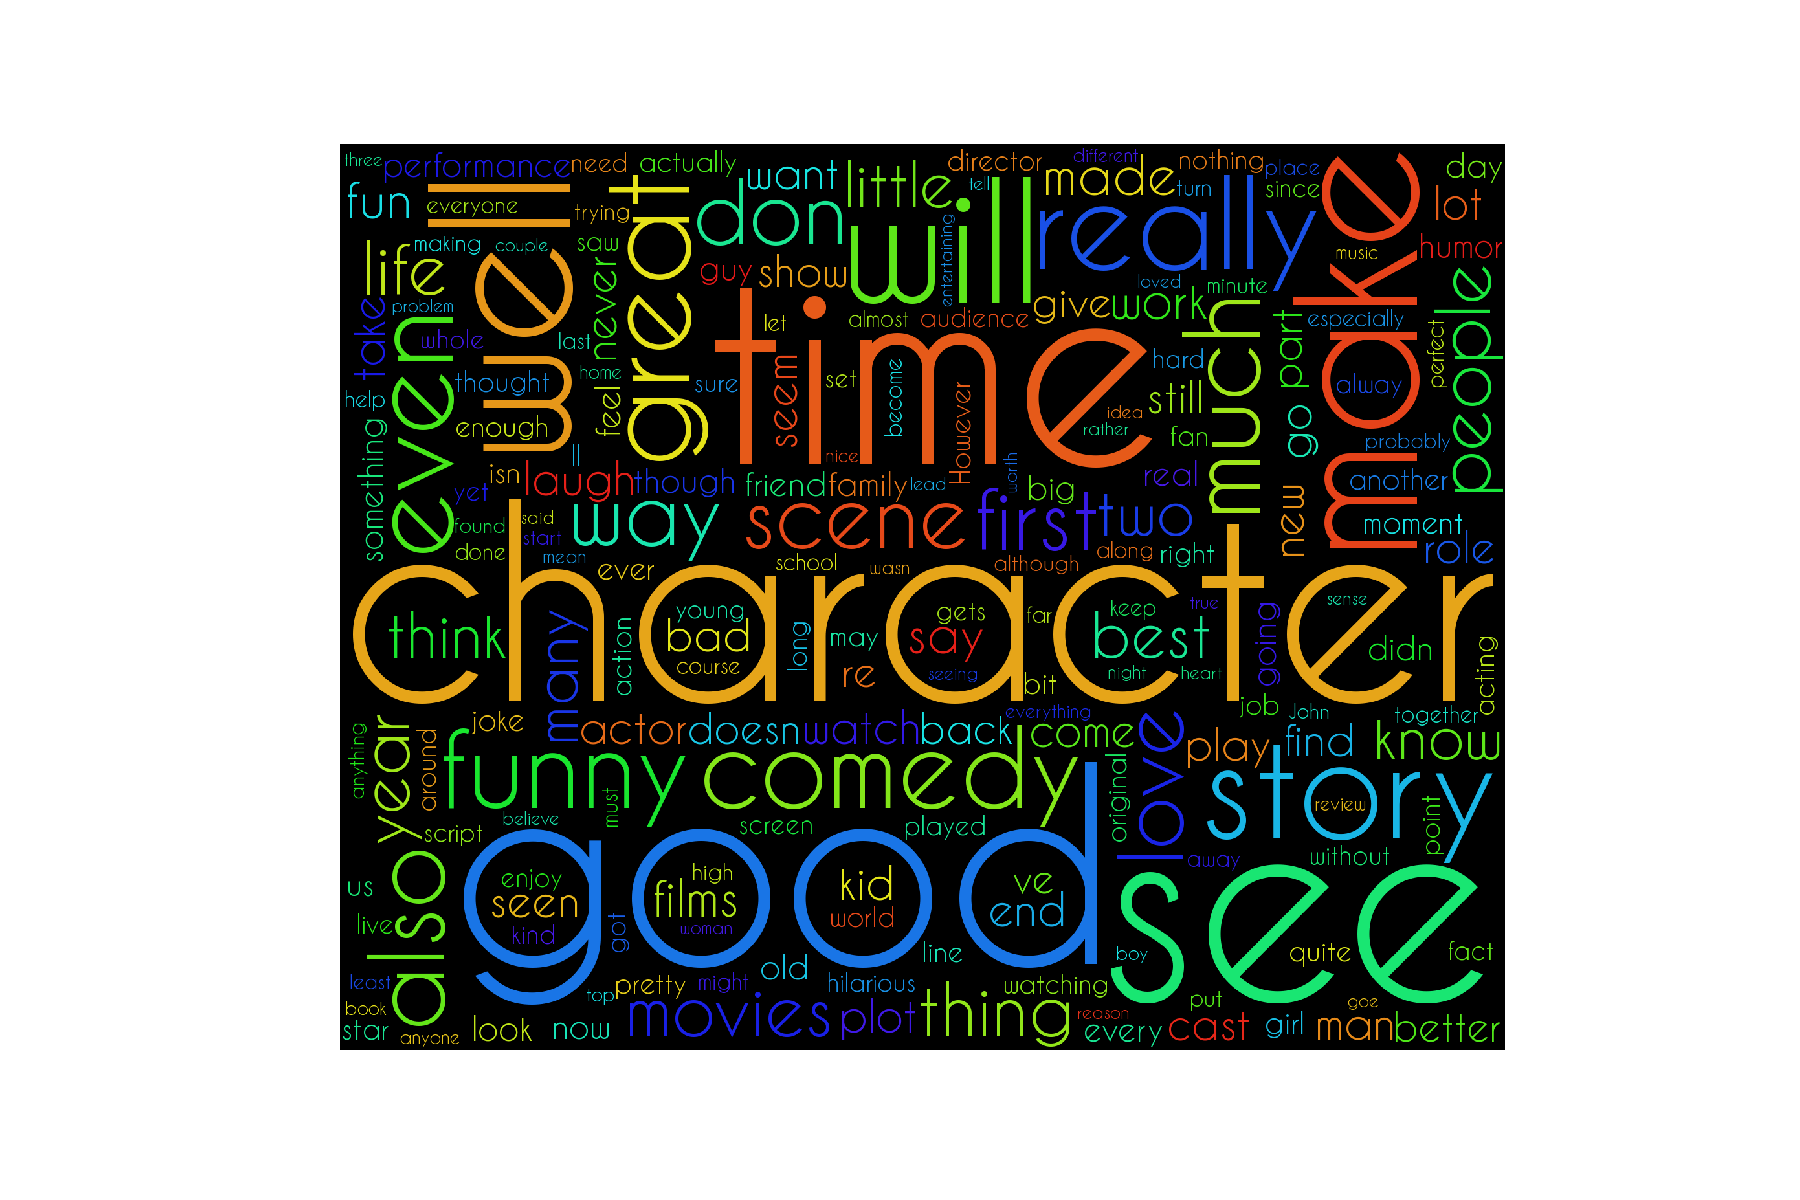 three performance need actually director different nothing place day
fun everyone trying want little tell made turn since lot
well great don will really make
making couple saw guy show entertaining loved minute music humor
life never give work people
take problem even let almost audience much especially
whole last time go part perfect
thought home sure seem set become hard alway
help enough feel However idea rather still fan probably
something isn ll laugh though friend family nice lead worth big real another
yet found said start way scene first two new moment
done mean ever school wasn although along right role
character
think many young bad course action long may re gets say seeing far keep best night heart true going sense didn acting
bit job John together
year joke actor doesn watch back everything come love play find know
anything around funny comedy original story review point
script believe must screen played away without
also good see
us enjoy seen kind high films woman kid world ve end
live got line boy quite fact
least book top pretty might old hilarious watching put goe
star anyone look now movies plot thing reason every cast girl man better